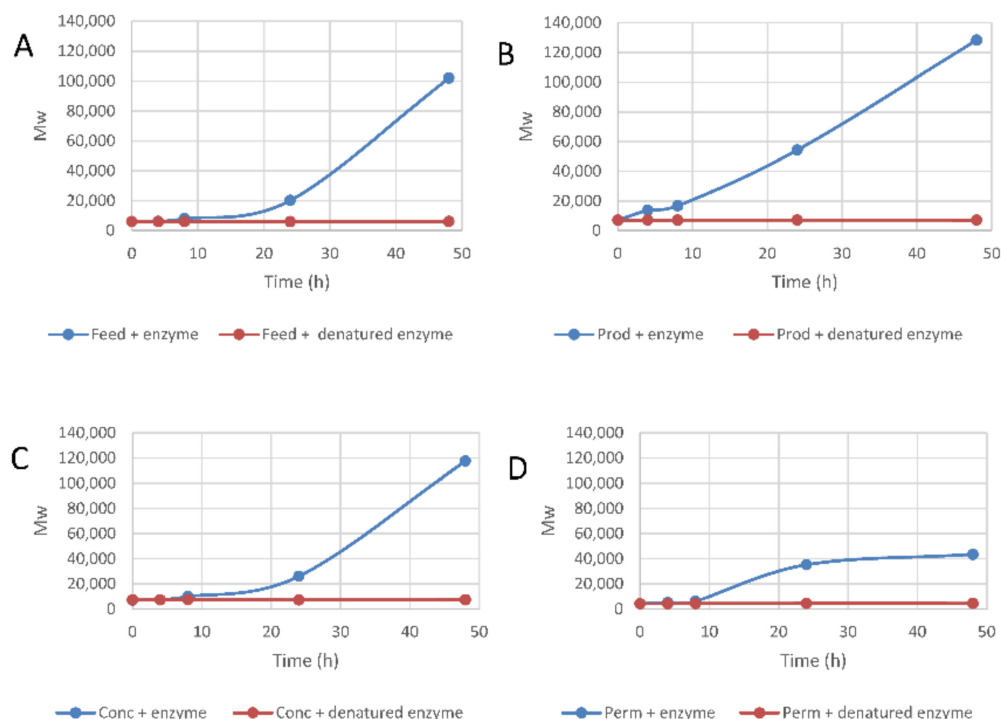 A
140,000
120,000
100,000
80,000
60,000
40,000
20,000
0
Mw
0 10 20 30 40 50
Time (h)
Feed + enzyme Feed + denatured enzyme
B
140,000
120,000
100,000
80,000
60,000
40,000
20,000
0
Mw
0 10 20 30 40 50
Time (h)
Prod + enzyme Prod + denatured enzyme
C
140,000
120,000
100,000
80,000
60,000
40,000
20,000
0
Mw
0 10 20 30 40 50
Time (h)
Conc + enzyme Conc + denatured enzyme
D
140,000
120,000
100,000
80,000
60,000
40,000
20,000
0
Mw
0 10 20 30 40 50
Time (h)
Perm + enzyme Perm + denatured enzyme